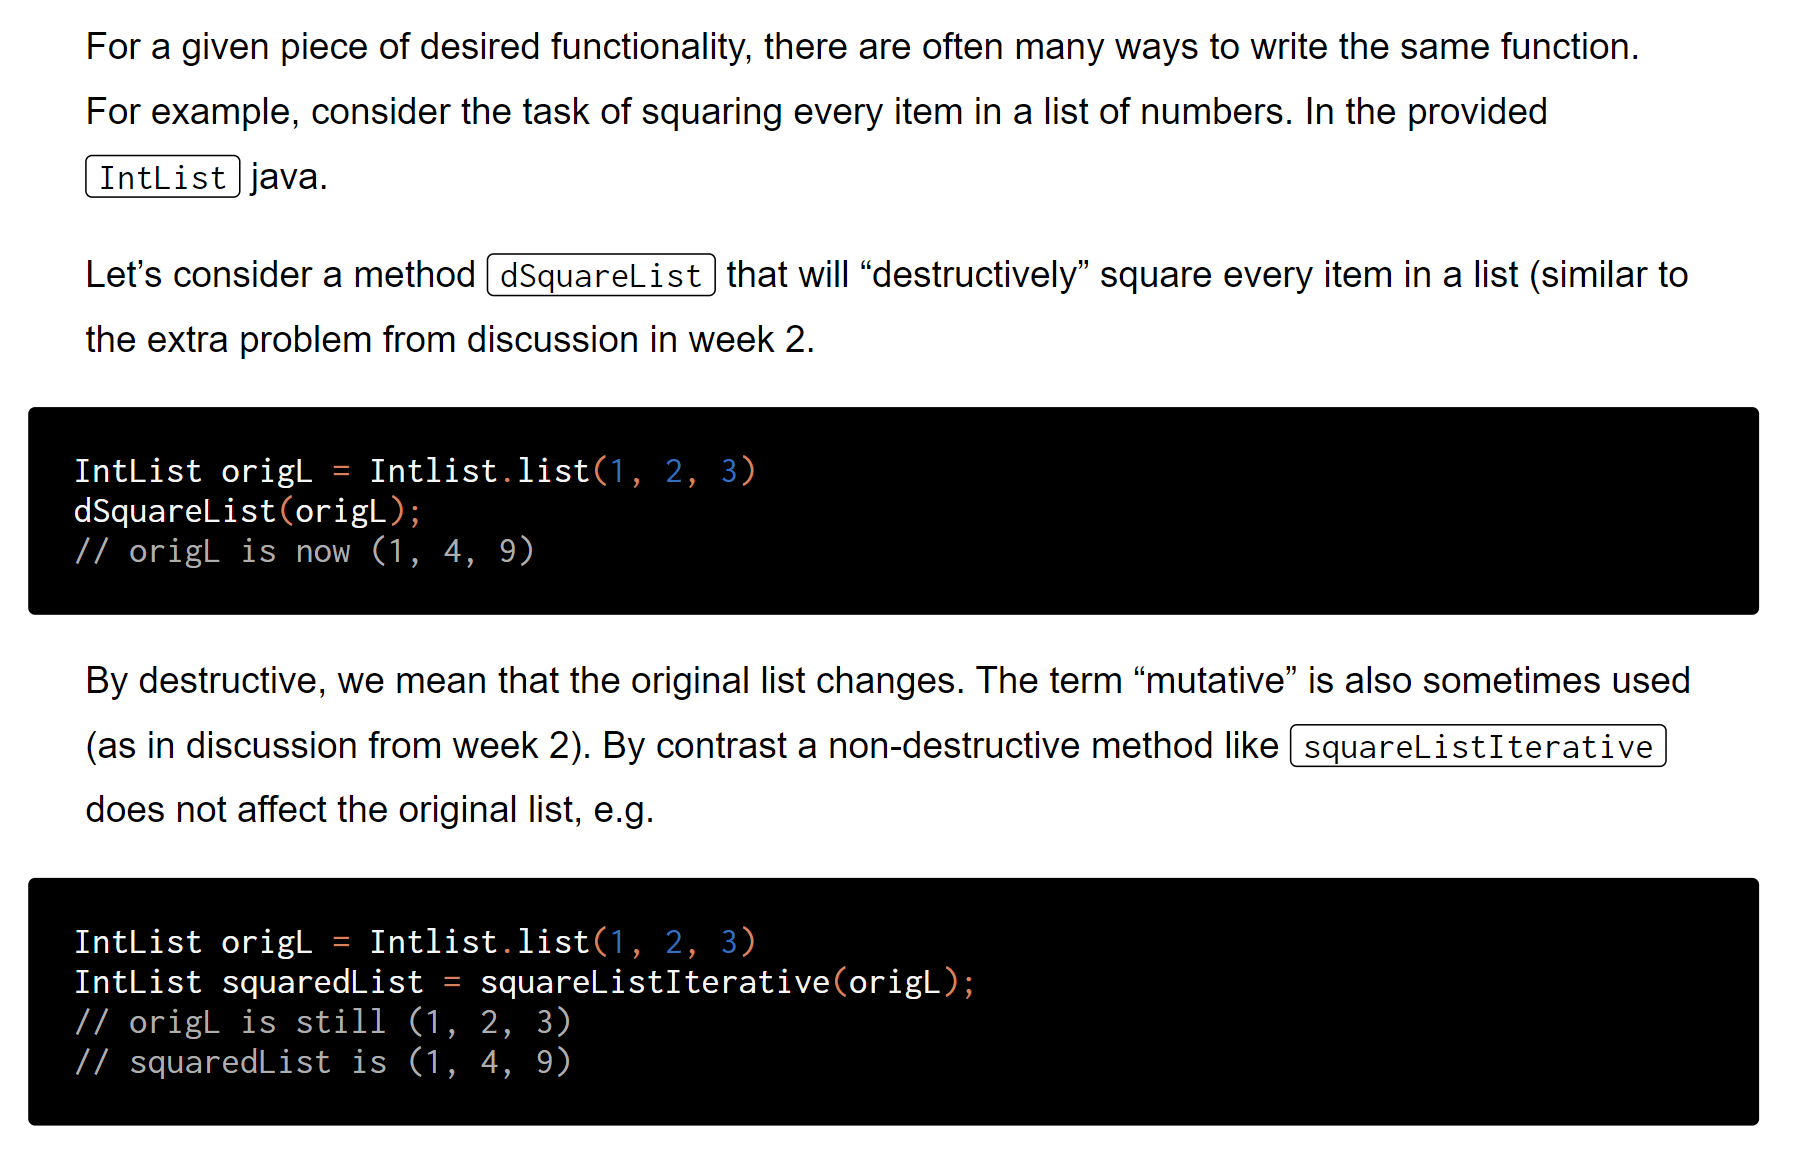 For a given piece of desired functionality, there are often many ways to write the same function.
For example, consider the task of squaring every item in a list of numbers. In the provided
IntList java.
Let’s consider a method dSquareList that will “destructively” square every item in a list (similar to
the extra problem from discussion in week 2.
IntList origL = Intlist.list(1, 2, 3)
dSquareList(origL);
// origL is now (1, 4, 9)
By destructive, we mean that the original list changes. The term “mutative” is also sometimes used
(as in discussion from week 2). By contrast a non-destructive method like squareListIterative
does not affect the original list, e.g.
IntList origL = Intlist.list(1, 2, 3)
IntList squaredList = squareListIterative(origL);
// origL is still (1, 2, 3)
// squaredList is (1, 4, 9)